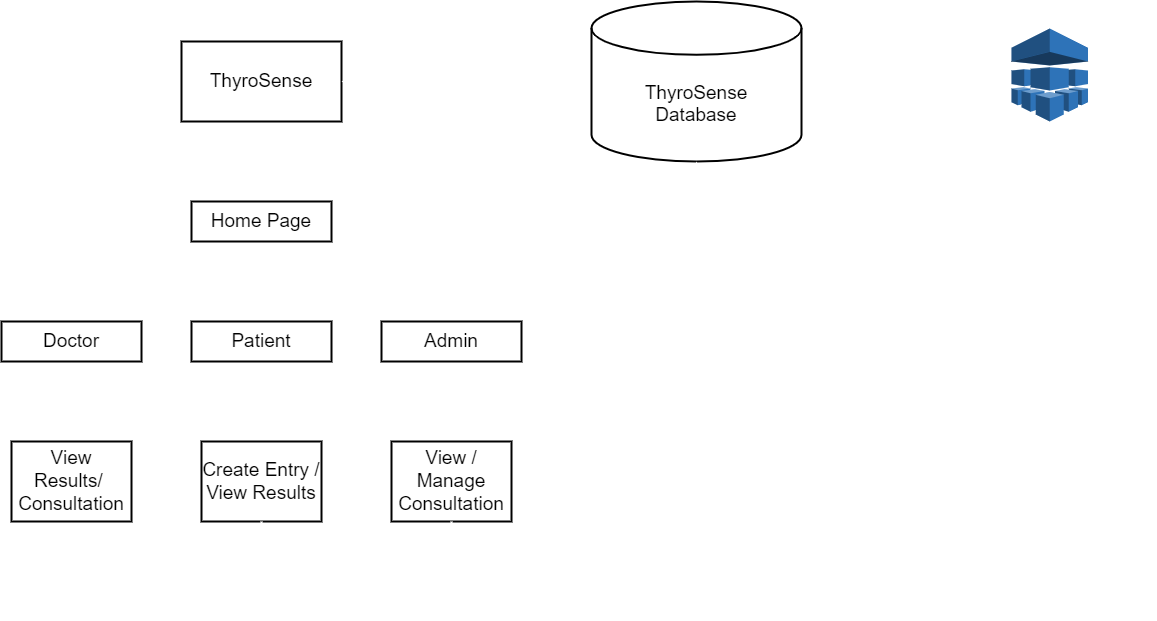 ThyroSense
ThyroSense
Database
Home Page
Doctor
Patient
Admin
View
Results/
Consultation
Create Entry /
View Results
View /
Manage
Consultation